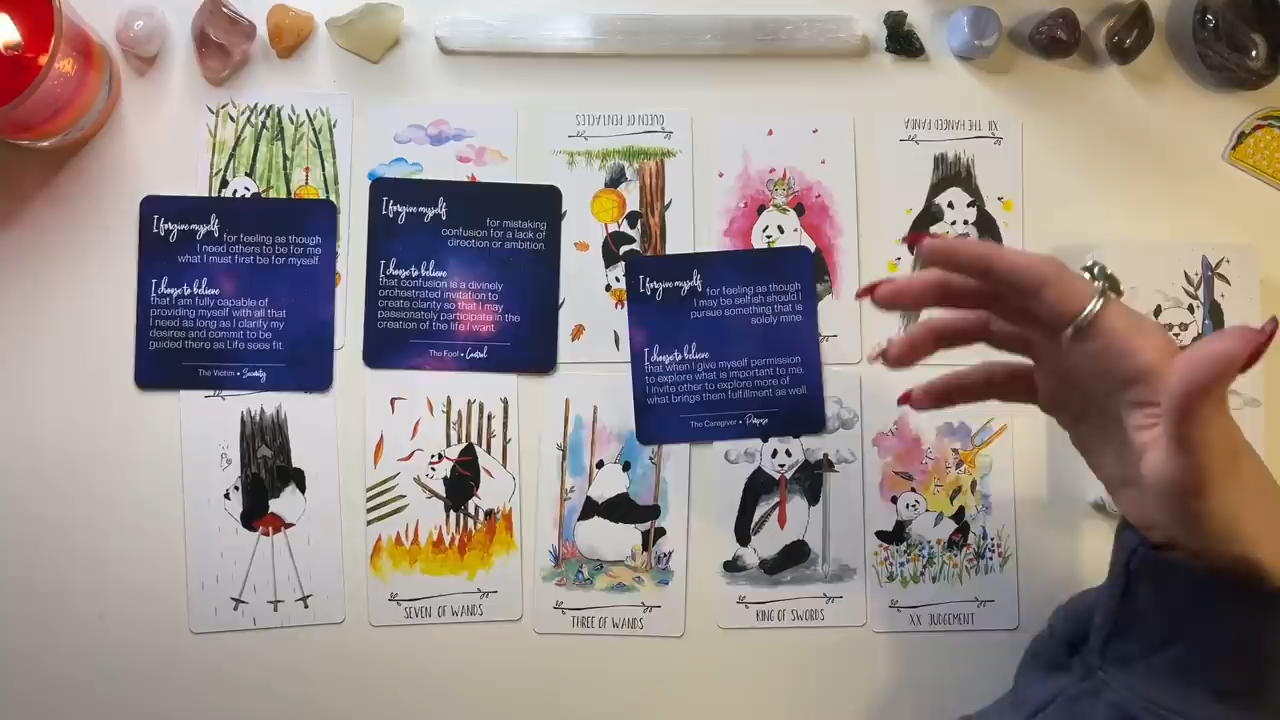 QUEEN OF PENTACLES
XII THE HANGED PANDA
I forgive myself
for feeling as though
I need others to be for me
what I must first be for myself.
I choose to believe
that I am fully capable of
providing myself with all that
I need as long as I clarify my
desires and commit to be
guided there as Life sees fit.
The Victim • Security
I forgive myself
for mistaking
confusion for a lack of
direction or ambition.
I choose to believe
that confusion is a divinely
orchestrated invitation to
create clarity so that I may
passionately participate in the
creation of the life I want.
The Fool • Control
I forgive myself
for feeling as though
I may be selfish should I
pursue something that is
solely mine.
I choose to believe
that when I give myself permission
to explore what is important to me,
I invite other to explore more of
what brings them fulfillment as well.
The Caregiver • Purpose
SEVEN OF WANDS
THREE OF WANDS
KING OF SWORDS
XX JUDGEMENT